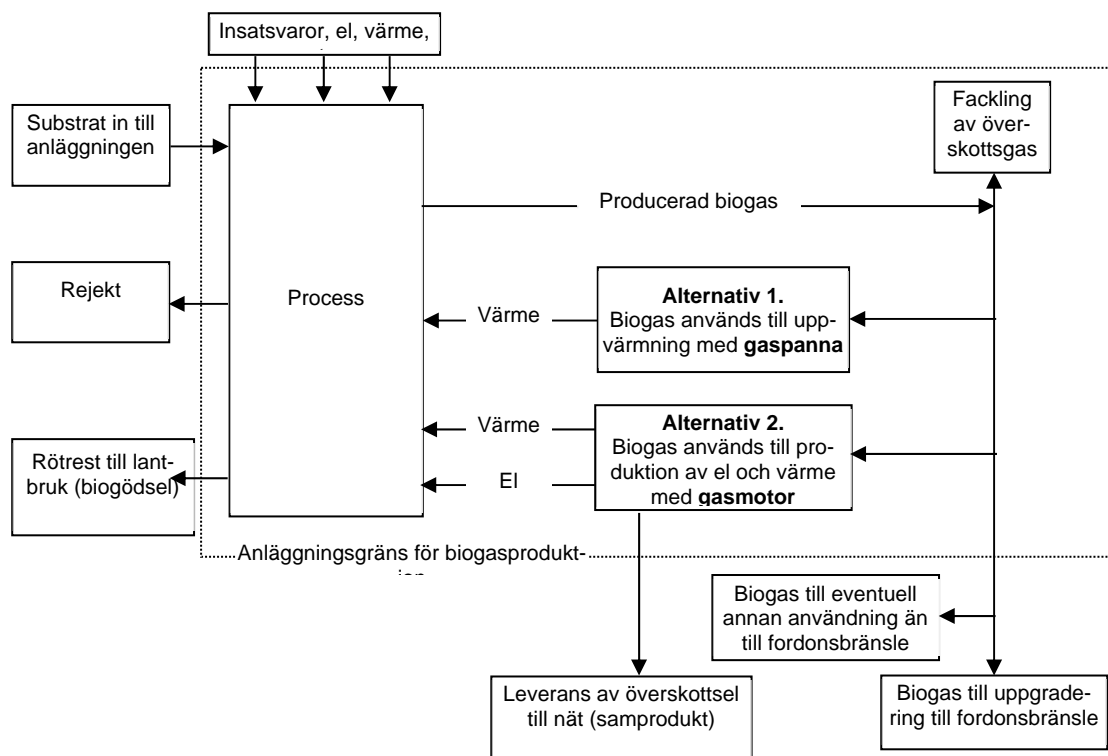 Insatsvaror, el, värme,
Substrat in till
anläggningen
Fackling
av över-
skottsgas
Producerad biogas
Rejekt
Process
Värme
Alternativ 1.
Biogas används till upp-
värmning med gaspanna
Värme
El
Alternativ 2.
Biogas används till pro-
duktion av el och värme
med gasmotor
Rötrest till lant-
bruk (biogödsel)
Anläggningsgräns för biogasprodukt-
Biogas till eventuell
annan användning än
till fordonsbränsle
Leverans av överskottsel
till nät (samprodukt)
Biogas till uppgrade-
ring till fordonsbränsle